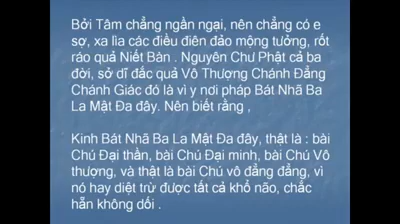 Bởi Tâm chẳng ngần ngại, nên chẳng có e
sợ, xa lìa các điều điên đảo mộng tưởng, rốt
ráo quả Niết Bàn . Nguyên Chư Phật cả ba
đời, sở dĩ đắc quả Vô Thượng Chánh Đẳng
Chánh Giác đó là vì y nơi pháp Bát Nhã Ba
La Mật Đa đây. Nên biết rằng ,
Kinh Bát Nhã Ba La Mật Đa đây, thật là : bài
Chú Đại thần, bài Chú Đại minh, bài Chú Vô
thượng, và thật là bài Chú vô đẳng đẳng, vì
nó hay diệt trừ được tất cả khổ não, chắc
hẳn không dối .